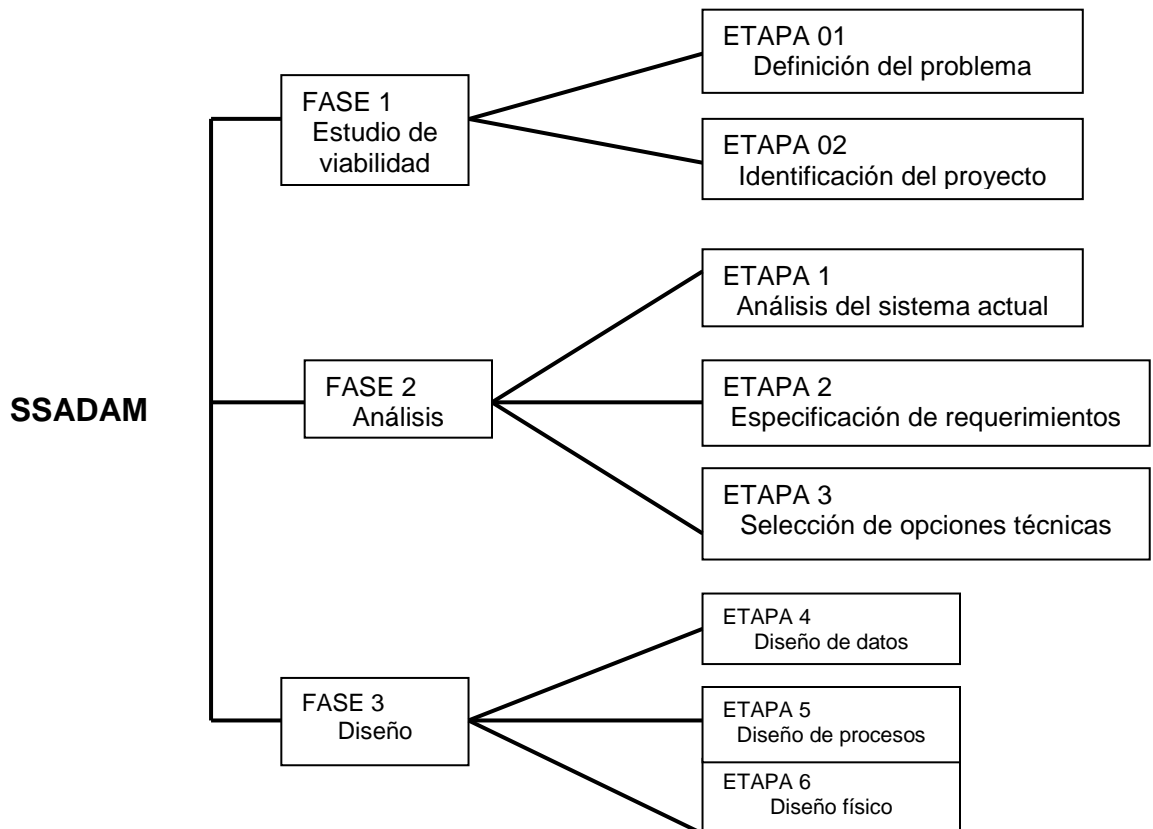 ETAPA 01
Definición del problema
FASE 1
Estudio de
viabilidad
ETAPA 02
Identificación del proyecto
ETAPA 1
Análisis del sistema actual
SSADAM
FASE 2
Análisis
ETAPA 2
Especificación de requerimientos
ETAPA 3
Selección de opciones técnicas
ETAPA 4
Diseño de datos
FASE 3
Diseño
ETAPA 5
Diseño de procesos
ETAPA 6
Diseño físico